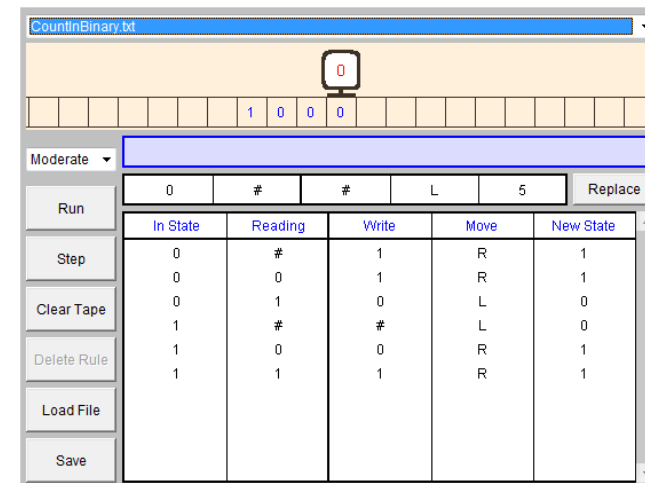 CountInBinary.txt
0
1 0 0 0
Moderate
0 # # L 5 Replace
Run
In State Reading Write Move New State
Step
0 # 1 R 1
0 0 1 R 1
Clear Tape
0 1 0 L 0
1 # # L 0
Delete Rule
1 0 0 R 1
1 1 1 R 1
Load File
Save